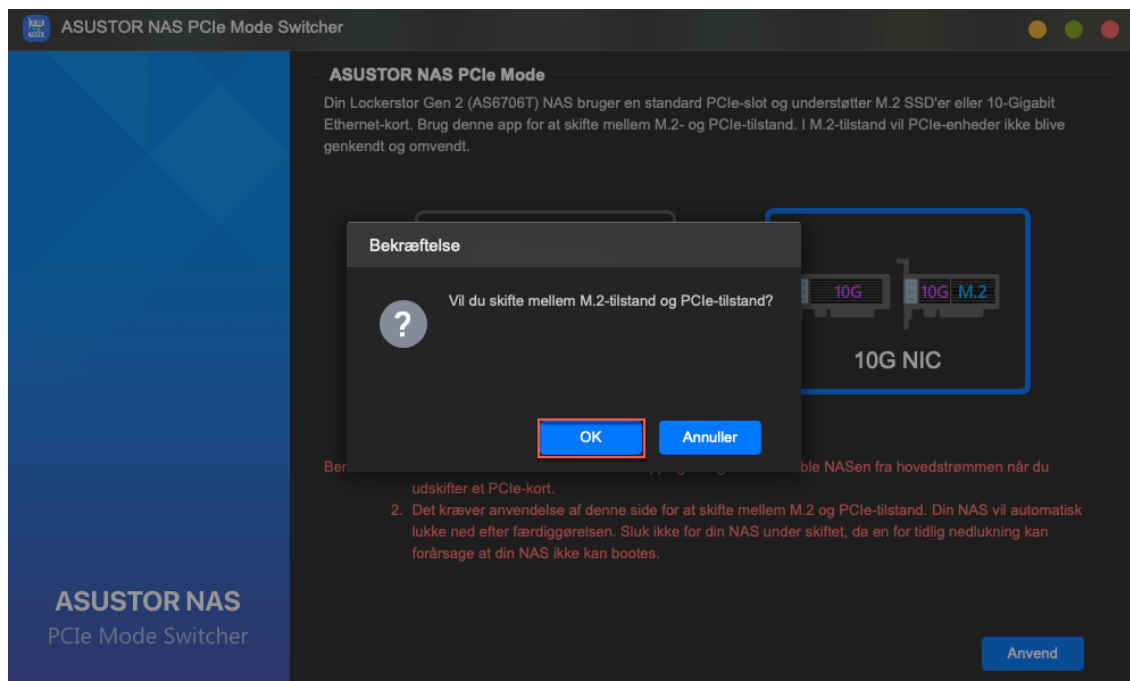 ASUSTOR NAS PCIe Mode Switcher
ASUSTOR NAS PCIe Mode
Din Lockerstor Gen 2 (AS6706T) NAS bruger en standard PCIe-slot og understøtter M.2 SSD'er eller 10-Gigabit
Ethernet-kort. Brug denne app for at skifte mellem M.2- og PCIe-tilstand. I M.2-tilstand vil PCIe-enheder ikke blive
genkendt og omvendt.
Bekræftelse
Vil du skifte mellem M.2-tilstand og PCIe-tilstand?
?
OK
Annuller
10G
10G M.2
10G NIC
ble NASen fra hovedstrømmen når du
udskifter et PCIe-kort.
2. Det kræver anvendelse af denne side for at skifte mellem M.2 og PCIe-tilstand. Din NAS vil automatisk
lukke ned efter færdiggørelsen. Sluk ikke for din NAS under skiftet, da en for tidlig nedlukning kan
forårsage at din NAS ikke kan bootes.
ASUSTOR NAS
PCIe Mode Switcher
Anvend